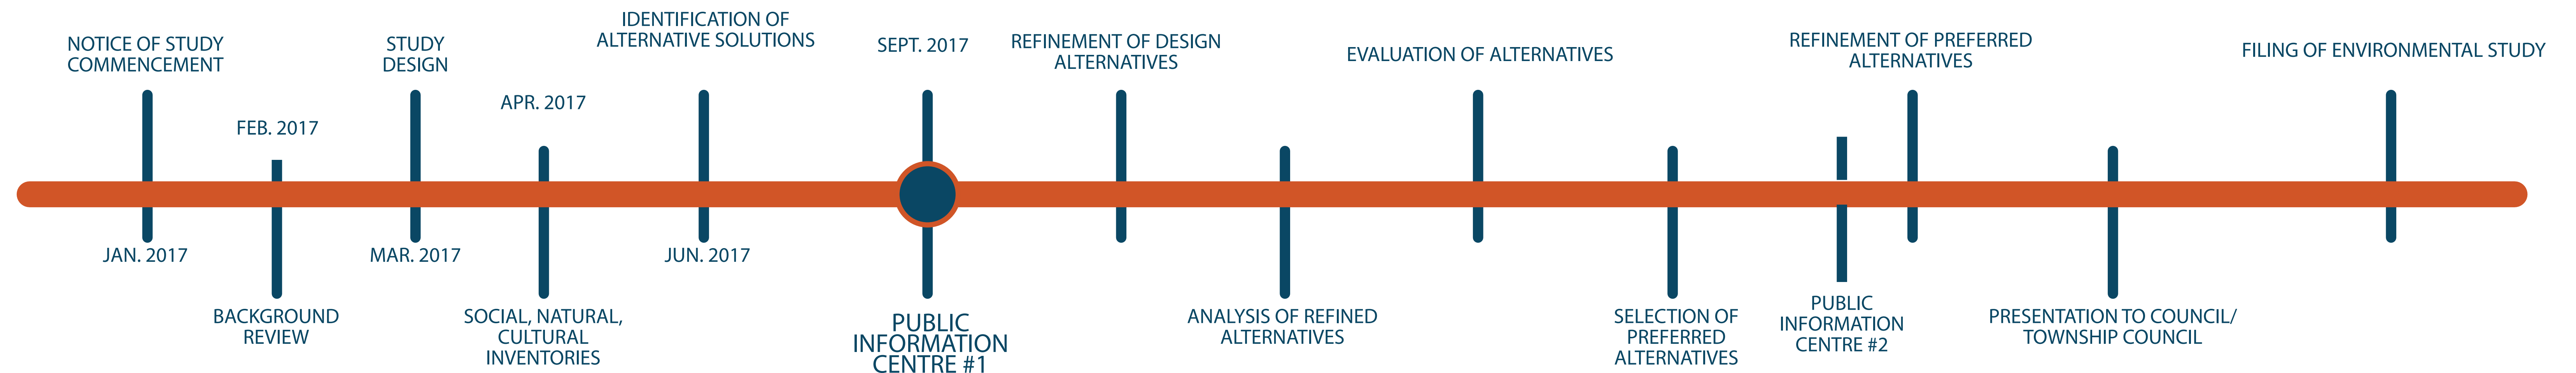 NOTICE OF STUDY
COMMENCEMENT
JAN. 2017
FEB. 2017
BACKGROUND
REVIEW
STUDY
DESIGN
MAR. 2017
APR. 2017
SOCIAL, NATURAL,
CULTURAL
INVENTORIES
IDENTIFICATION OF
ALTERNATIVE SOLUTIONS
JUN. 2017
SEPT. 2017
PUBLIC
INFORMATION
CENTRE #1
REFINEMENT OF DESIGN
ALTERNATIVES
ANALYSIS OF REFINED
ALTERNATIVES
EVALUATION OF ALTERNATIVES
SELECTION OF
PREFERRED
ALTERNATIVES
PUBLIC
INFORMATION
CENTRE #2
REFINEMENT OF PREFERRED
ALTERNATIVES
PRESENTATION TO COUNCIL/
TOWNSHIP COUNCIL
FILING OF ENVIRONMENTAL STUDY